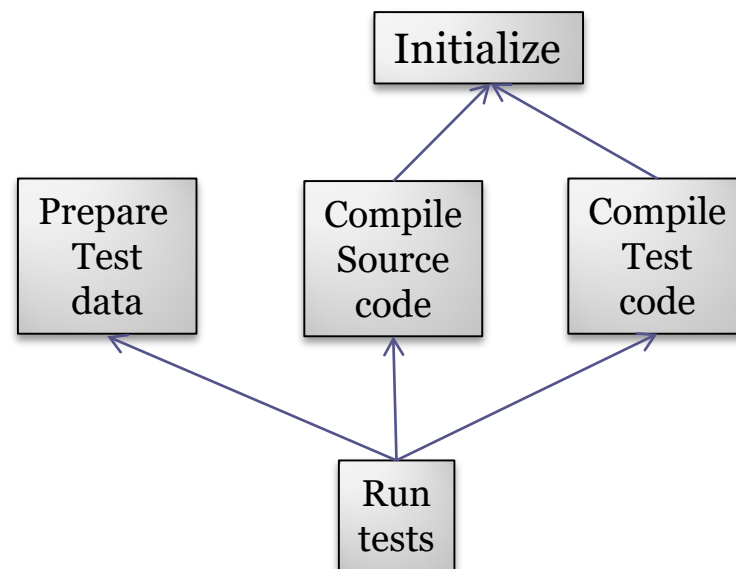 Initialize
Prepare
Test
data
Compile
Source
code
Compile
Test
code
Run
tests